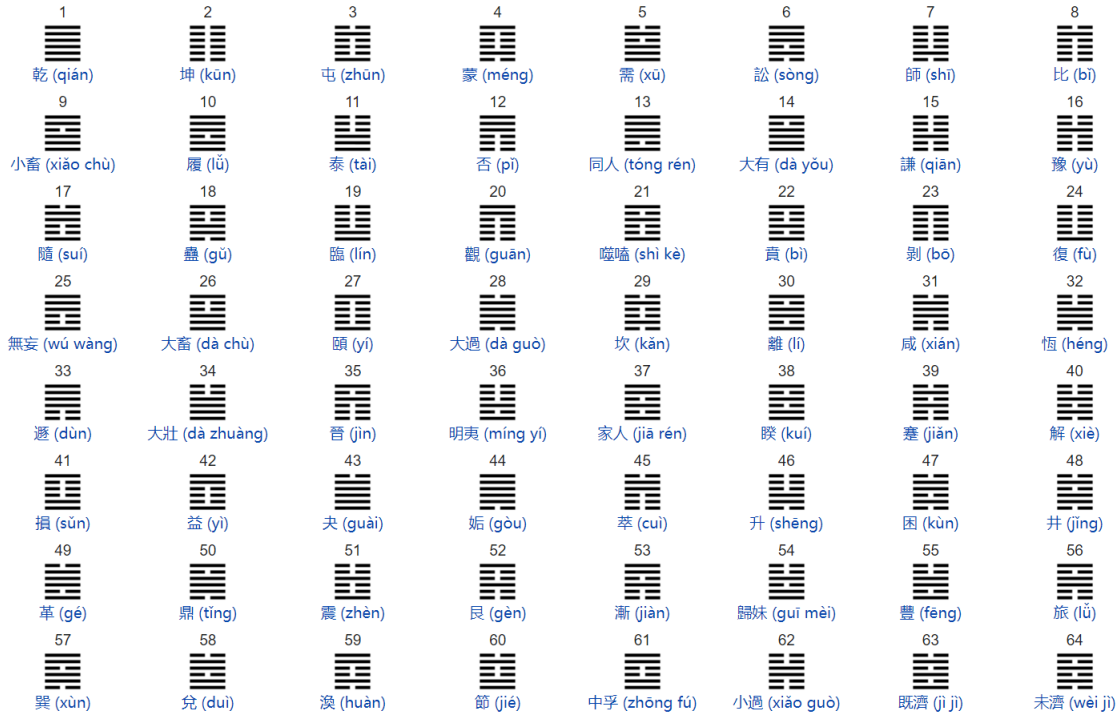 1 2 3 4 5 6 7 8
乾 (qián) 坤 (kūn) 屯 (zhūn) 蒙 (méng) 需 (xū) 訟 (sòng) 師 (shī) 比 (bǐ)
9 10 11 12 13 14 15 16
小畜 (xiǎo chù) 履 (lǚ) 泰 (tài) 否 (pǐ) 同人 (tóng rén) 大有 (dà yǒu) 謙 (qiān) 豫 (yù)
17 18 19 20 21 22 23 24
隨 (suí) 蠱 (gǔ) 臨 (lín) 觀 (guān) 噬嗑 (shì kè) 賁 (bì) 剝 (bō) 復 (fù)
25 26 27 28 29 30 31 32
無妄 (wú wàng) 大畜 (dà chù) 頤 (yí) 大過 (dà guò) 坎 (kǎn) 離 (lí) 咸 (xián) 恆 (héng)
33 34 35 36 37 38 39 40
遯 (dùn) 大壯 (dà zhuàng) 晉 (jìn) 明夷 (míng yí) 家人 (jiā rén) 睽 (kuí) 蹇 (jiǎn) 解 (xiè)
41 42 43 44 45 46 47 48
損 (sǔn) 益 (yì) 夬 (guài) 姤 (gòu) 萃 (cuì) 升 (shēng) 困 (kùn) 井 (jǐng)
49 50 51 52 53 54 55 56
革 (gé) 鼎 (tǐng) 震 (zhèn) 艮 (gèn) 漸 (jiàn) 歸妹 (guī mèi) 豐 (fēng) 旅 (lǚ)
57 58 59 60 61 62 63 64
巽 (xùn) 兌 (duì) 渙 (huàn) 節 (jié) 中孚 (zhōng fú) 小過 (xiǎo guò) 既濟 (jì jì) 未濟 (wèi jì)